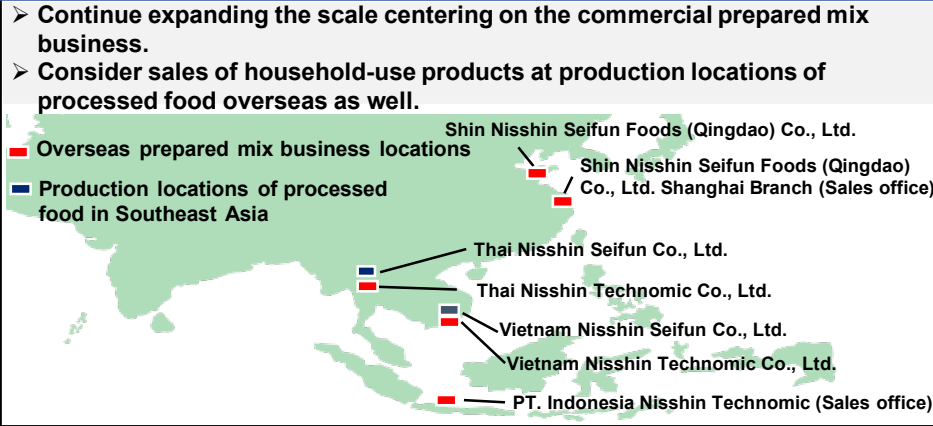 ➢ Continue expanding the scale centering on the commercial prepared mix
business.
➢ Consider sales of household-use products at production locations of
processed food overseas as well.
Shin Nisshin Seifun Foods (Qingdao) Co., Ltd.
Overseas prepared mix business locations
Shin Nisshin Seifun Foods (Qingdao)
Co., Ltd. Shanghai Branch (Sales office)
Production locations of processed
food in Southeast Asia
Thai Nisshin Seifun Co., Ltd.
Thai Nisshin Technomic Co., Ltd.
Vietnam Nisshin Seifun Co., Ltd.
Vietnam Nisshin Technomic Co., Ltd.
PT. Indonesia Nisshin Technomic (Sales office)